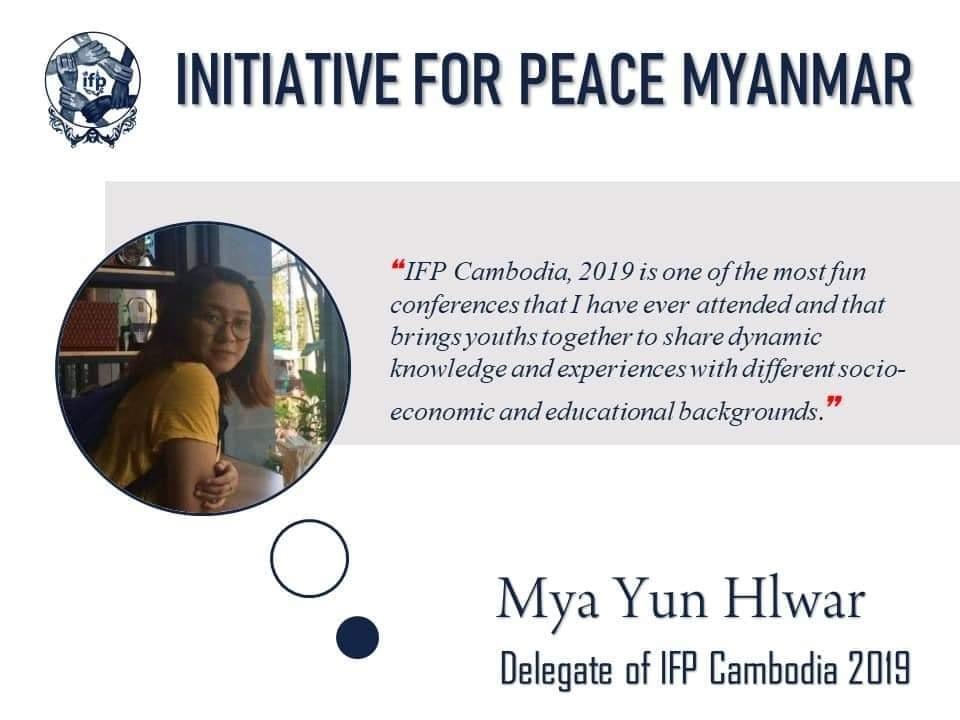 ifp
INITIATIVE FOR PEACE MYANMAR
❝IFP Cambodia, 2019 is one of the most fun
conferences that I have ever attended and that
brings youths together to share dynamic
knowledge and experiences with different socio-
economic and educational backgrounds.❞
Mya Yun Hlwar
Delegate of IFP Cambodia 2019